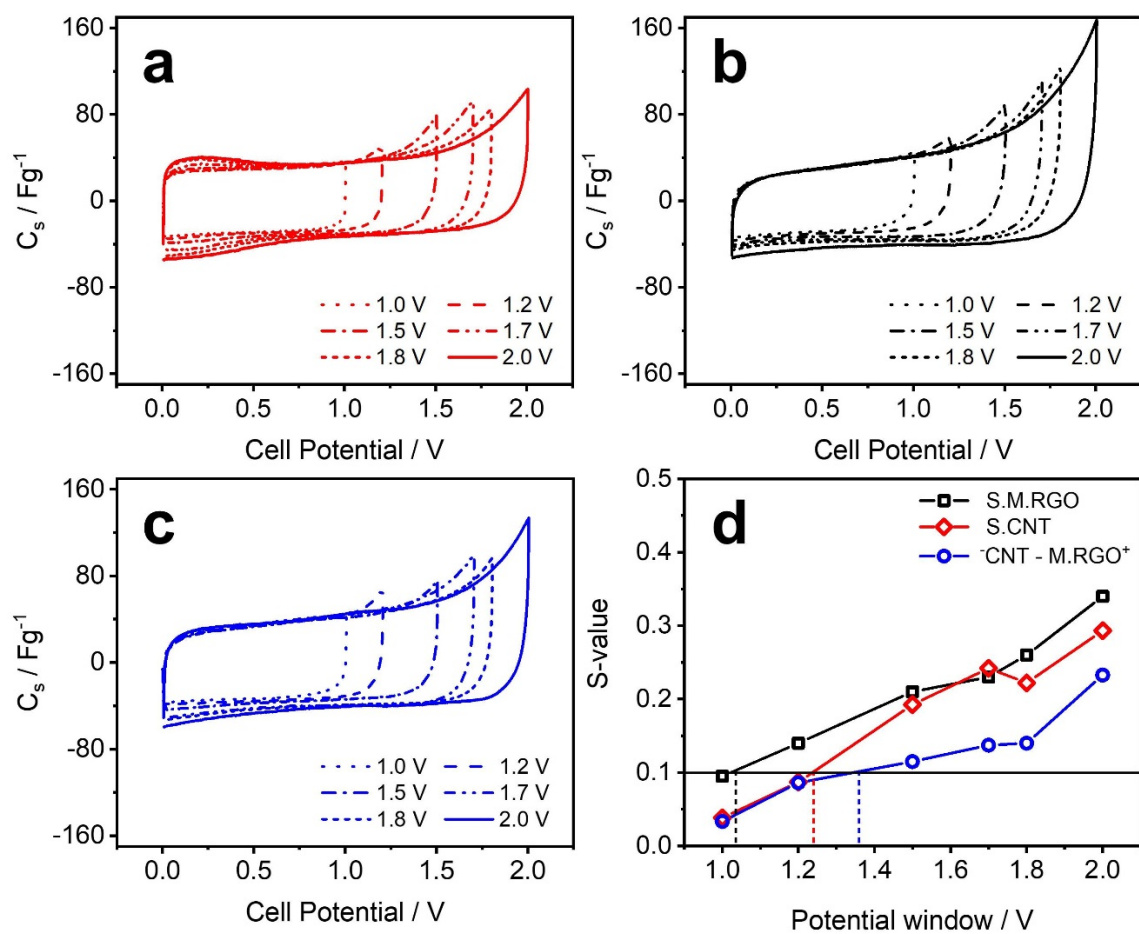 a
160
80
0
-80
-160
C_s / Fg⁻¹
1.0 V 1.2 V
1.5 V 1.7 V
1.8 V 2.0 V
0.0 0.5 1.0 1.5 2.0
Cell Potential / V
b
160
80
0
-80
-160
C_s / Fg⁻¹
1.0 V 1.2 V
1.5 V 1.7 V
1.8 V 2.0 V
0.0 0.5 1.0 1.5 2.0
Cell Potential / V
c
160
80
0
-80
-160
C_s / Fg⁻¹
1.0 V 1.2 V
1.5 V 1.7 V
1.8 V 2.0 V
0.0 0.5 1.0 1.5 2.0
Cell Potential / V
d
S.M.RGO
S.CNT
⁻CNT - M.RGO⁺
0.5
0.4
0.3
0.2
0.1
0.0
S-value
1.0 1.2 1.4 1.6 1.8 2.0
Potential window / V